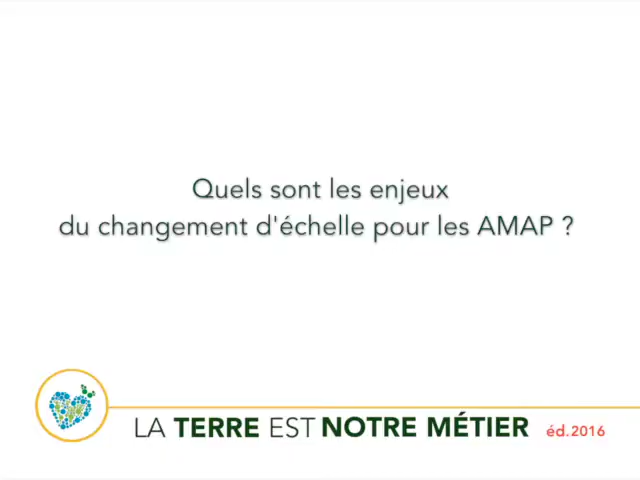 Quels sont les enjeux
du changement d'échelle pour les AMAP ?
LA TERRE EST NOTRE MÉTIER éd.2016